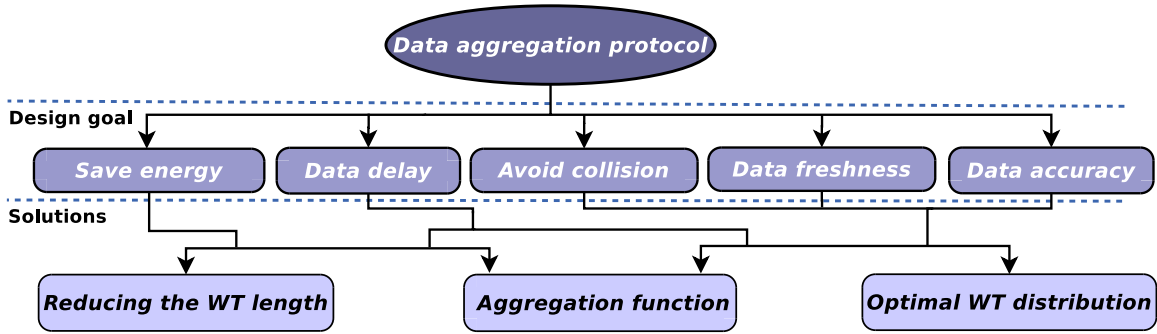 Data aggregation protocol
Design goal
Save energy
Data delay
Avoid collision
Data freshness
Data accuracy
Solutions
Reducing the WT length
Aggregation function
Optimal WT distribution